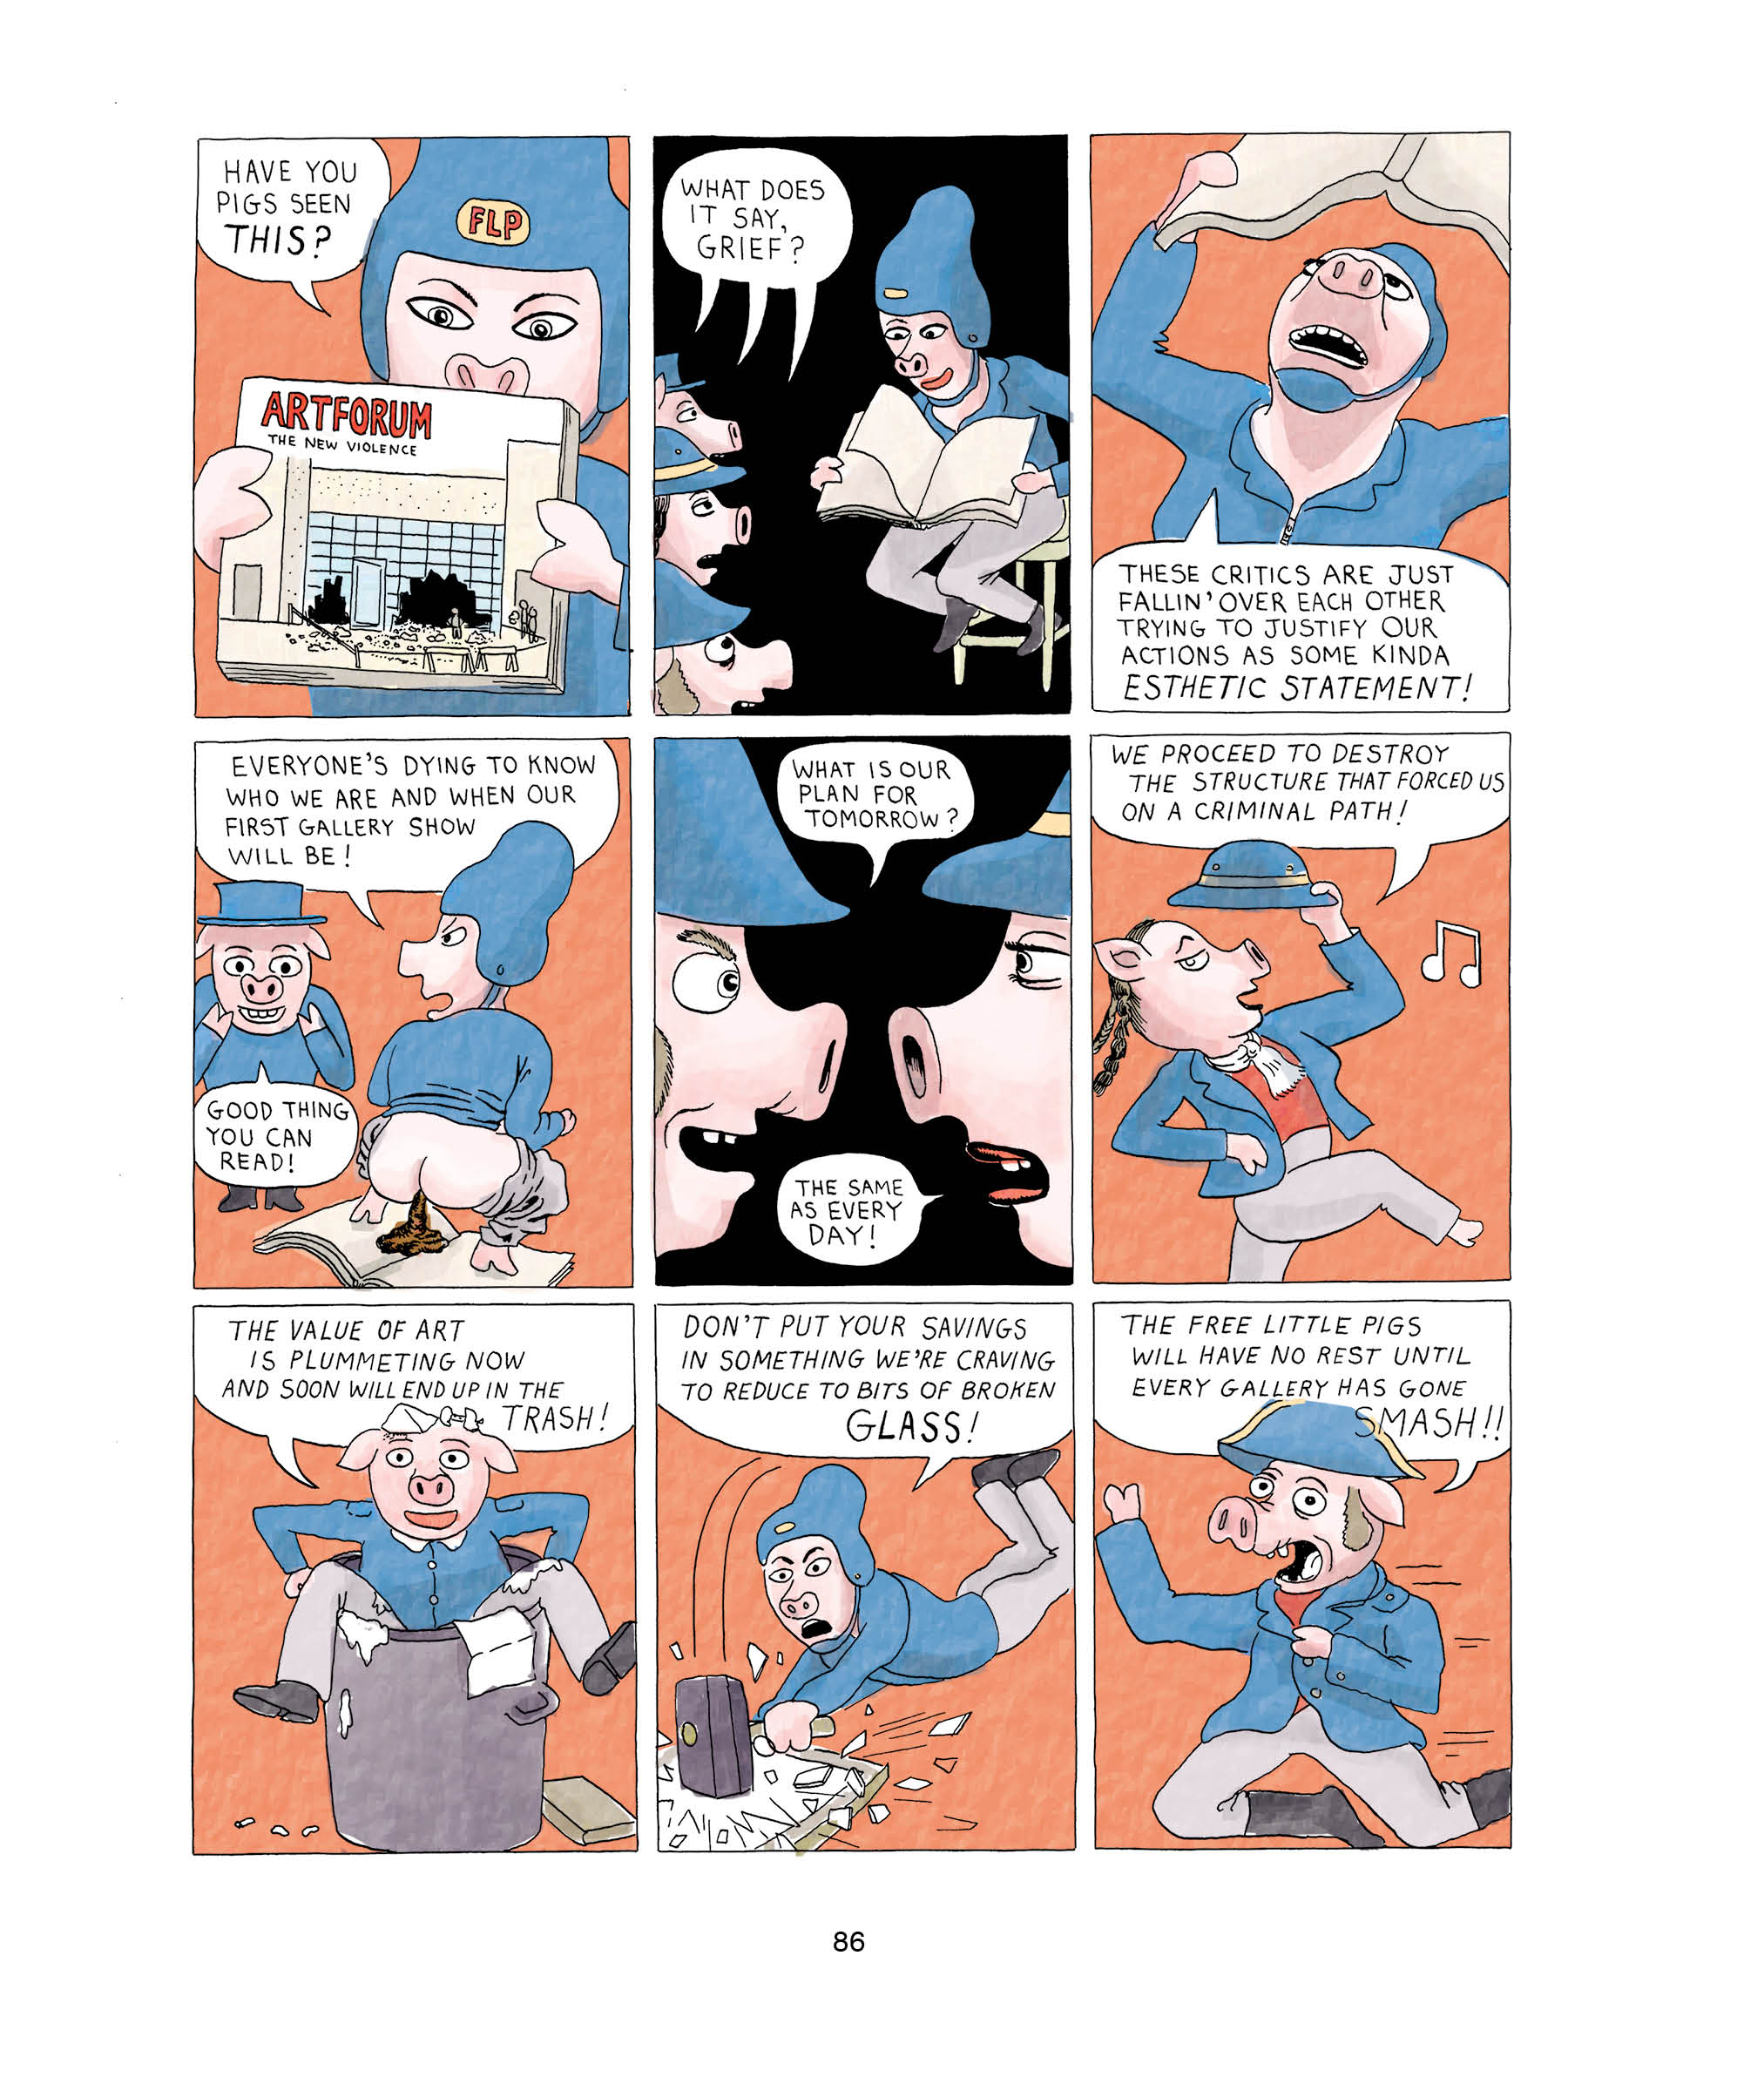 HAVE YOU
PIGS SEEN
THIS?
FLP
ARTFORUM
THE NEW VIOLENCE
WHAT DOES
IT SAY,
GRIEF?
THESE CRITICS ARE JUST
FALLIN' OVER EACH OTHER
TRYING TO JUSTIFY OUR
ACTIONS AS SOME KINDA
ESTHETIC STATEMENT!
EVERYONE'S DYING TO KNOW
WHO WE ARE AND WHEN OUR
FIRST GALLERY SHOW
WILL BE!
GOOD THING
YOU CAN
READ!
WHAT IS OUR
PLAN FOR
TOMORROW?
THE SAME
AS EVERY
DAY!
WE PROCEED TO DESTROY
THE STRUCTURE THAT FORCED US
ON A CRIMINAL PATH!
THE VALUE OF ART
IS PLUMMETING NOW
AND SOON WILL END UP IN THE
TRASH!
DON'T PUT YOUR SAVINGS
IN SOMETHING WE'RE CRAVING
TO REDUCE TO BITS OF BROKEN
GLASS!
THE FREE LITTLE PIGS
WILL HAVE NO REST UNTIL
EVERY GALLERY HAS GONE
SMASH!!
86